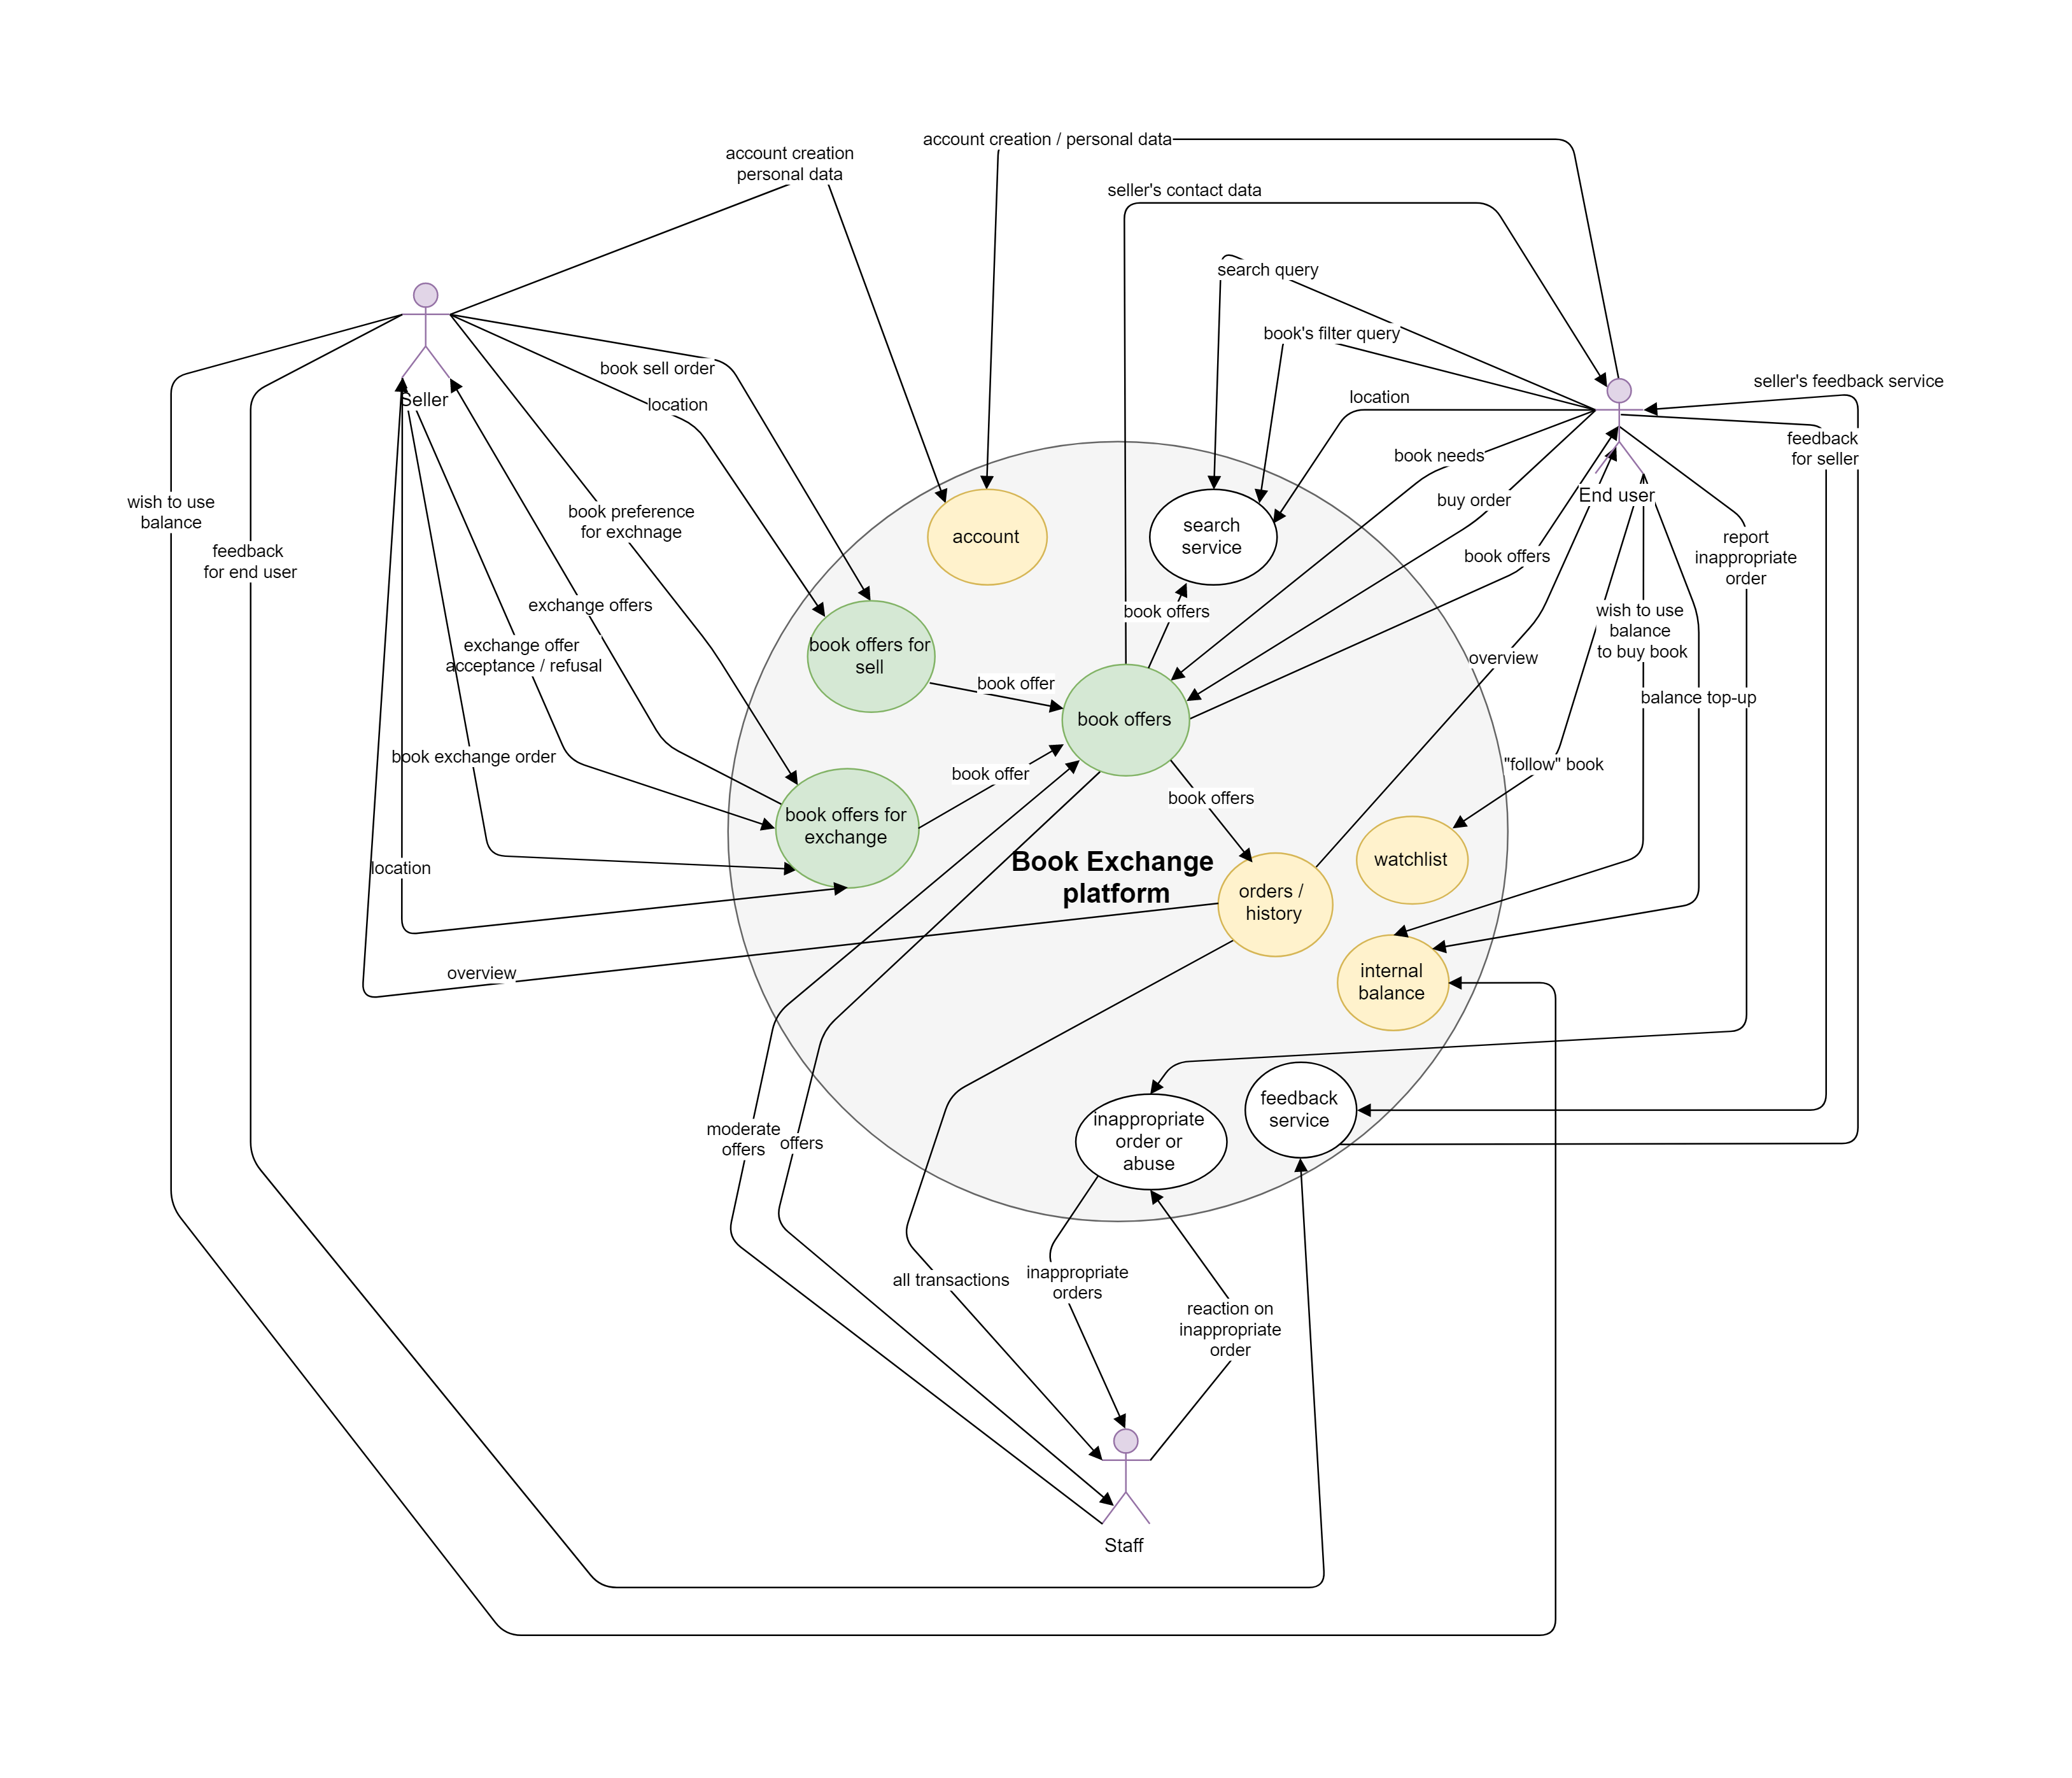 account creation / personal data
account creation
personal data
seller's contact data
search query
book's filter query
book sell order
location
location
seller's feedback service
Seller
book needs
feedback
for seller
End user
buy order
wish to use
balance
book preference
for exchnage
account
search
service
report
inappropriate
order
feedback
for end user
book offers
exchange offers
book offers
wish to use
balance
to buy book
exchange offer
acceptance / refusal
book offers for
sell
overview
book offer
balance top-up
book offers
book exchange order
"follow" book
book offer
book offers
book offers for
exchange
location
Book Exchange
platform
watchlist
orders /
history
overview
internal
balance
feedback
service
moderate
offers
offers
inappropriate
order or
abuse
all transactions
inappropriate
orders
reaction on
inappropriate
order
Staff